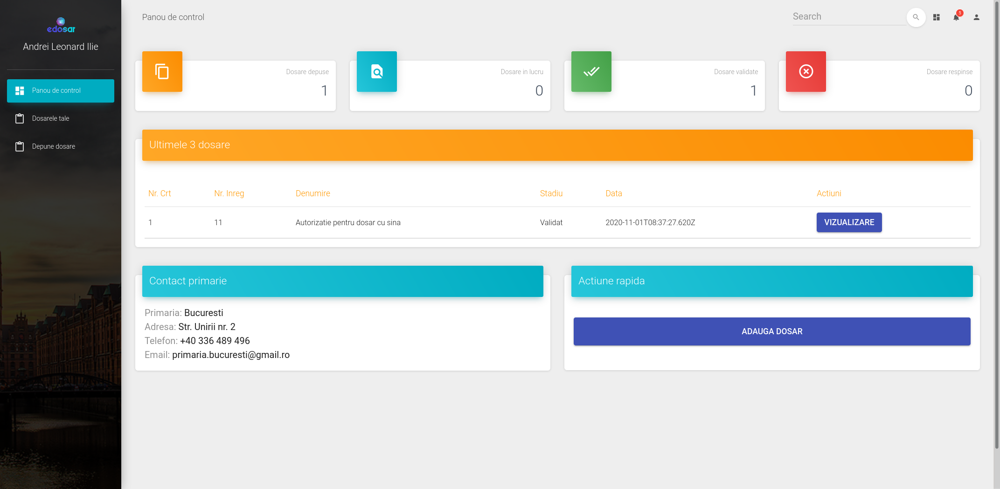 edosar
Andrei Leonard Ilie
Panou de control
Dosarele tale
Depune dosare
Panou de control
Search
5
Dosare depuse
1
Dosare in lucru
0
Dosare validate
1
Dosare respinse
0
Ultimele 3 dosare
Nr. Crt Nr. Inreg Denumire Stadiu Data Actiuni
1 11 Autorizatie pentru dosar cu sina Validat 2020-11-01T08:37:27.620Z VIZUALIZARE
Contact primarie
Primaria: Bucuresti
Adresa: Str. Unirii nr. 2
Telefon: +40 336 489 496
Email: primaria.bucuresti@gmail.ro
Actiune rapida
ADAUGA DOSAR